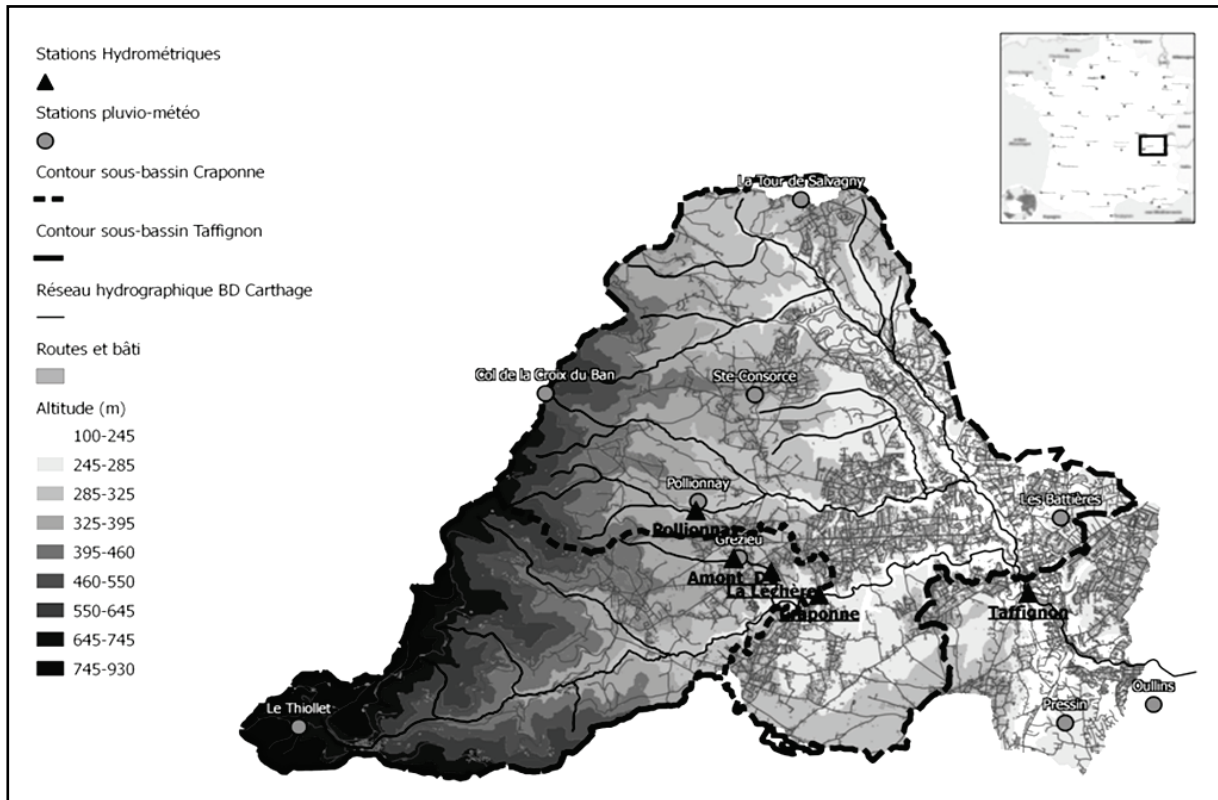 Stations Hydrométriques
Stations pluvio-météo
Contour sous-bassin Craponne
Contour sous-bassin Taffignon
Réseau hydrographique BD Carthage
Routes et bâti
Altitude (m)
100-245
245-285
285-325
325-395
395-460
460-550
550-645
645-745
745-930
La Tour de Salvagny
Col de la Croix du Ban
Ste-Consorce
Pollionnay
Les Battières
Pollionnay
Grézieu
Amont_D
La Léchère
Craponne
Taffignon
Oullins
Pressin
Le Thiollet